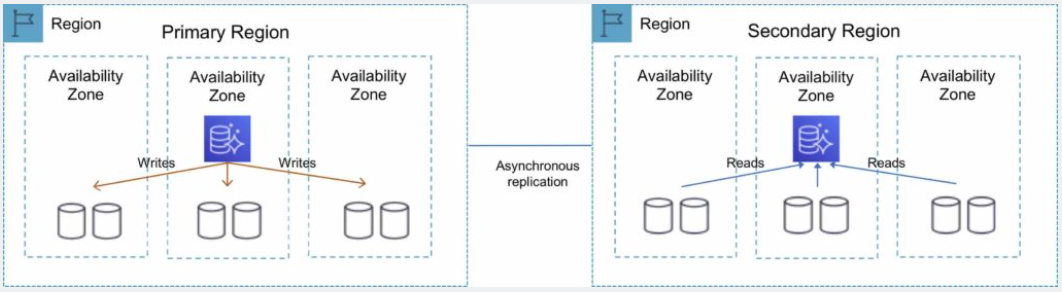 Region
Primary Region
Availability
Zone
Availability
Zone
Availability
Zone
Writes
Writes
Asynchronous
replication
Region
Secondary Region
Availability
Zone
Availability
Zone
Availability
Zone
Reads
Reads